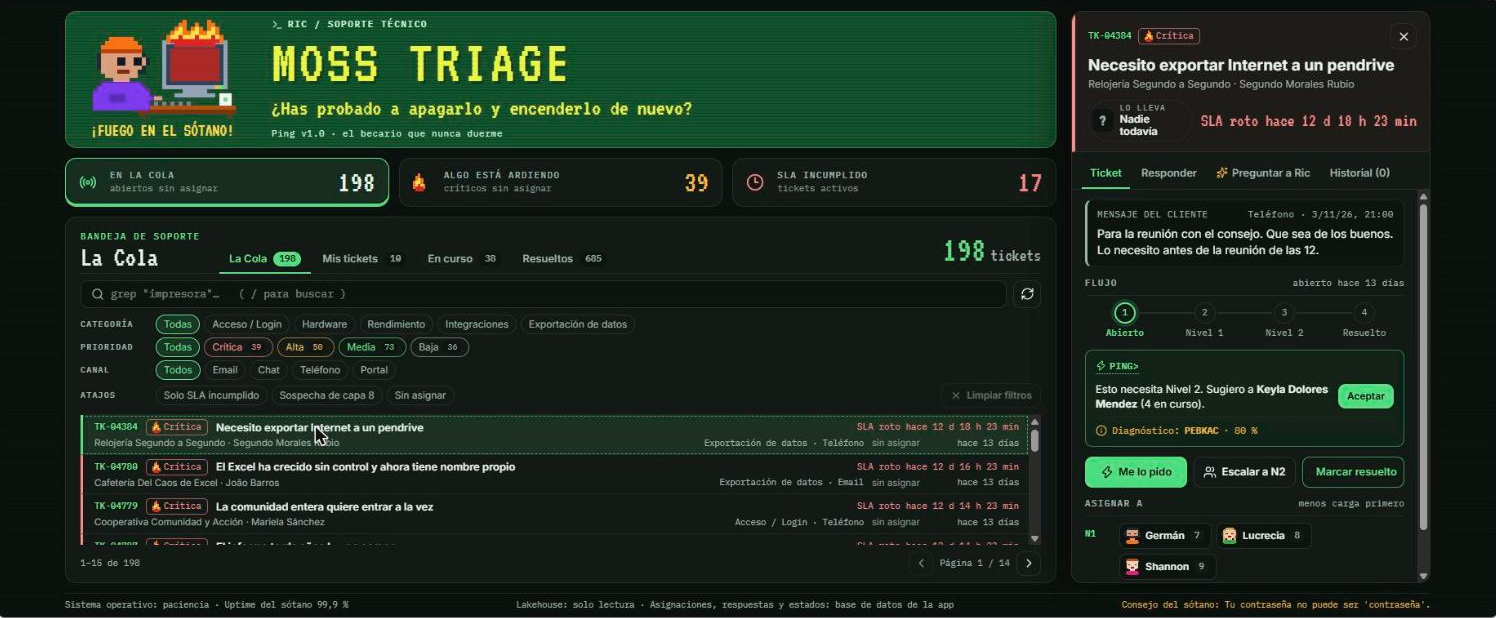 >_ RIC / SOPORTE TÉCNICO
MOSS TRIAGE
¿Has probado a apagarlo y encenderlo de nuevo?
¡FUEGO EN EL SÓTANO!
Ping v1.0 · el becario que nunca duerme
EN LA COLA
abiertos sin asignar
198
ALGO ESTÁ ARDIENDO
críticos sin asignar
39
SLA INCUMPLIDO
tickets activos
17
BANDEJA DE SOPORTE
La Cola
La Cola 198 Mis tickets 10 En curso 38 Resueltos 685
198 tickets
grep "impresora"… ( / para buscar )
CATEGORÍA Todas Acceso / Login Hardware Rendimiento Integraciones Exportación de datos
PRIORIDAD Todas Crítica 39 Alta 50 Media 73 Baja 36
CANAL Todos Email Chat Teléfono Portal
ATAJOS Solo SLA incumplido Sospecha de capa 8 Sin asignar × Limpiar filtros
TK-04384 Crítica Necesito exportar Internet a un pendrive SLA roto hace 12 d 18 h 23 min
Relojería Segundo a Segundo · Segundo Morales Rubio Exportación de datos · Teléfono sin asignar hace 13 días
TK-04780 Crítica El Excel ha crecido sin control y ahora tiene nombre propio SLA roto hace 12 d 16 h 23 min
Cafetería Del Caos de Excel · João Barros Exportación de datos · Email sin asignar hace 13 días
TK-04779 Crítica La comunidad entera quiere entrar a la vez SLA roto hace 12 d 14 h 23 min
Cooperativa Comunidad y Acción · Mariela Sánchez Acceso / Login · Teléfono sin asignar hace 13 días
1–15 de 198
Página 1 / 14
TK-04384 Crítica
Necesito exportar Internet a un pendrive
Relojería Segundo a Segundo · Segundo Morales Rubio
?
LO LLEVA
Nadie
todavía
SLA roto hace 12 d 18 h 23 min
Ticket Responder Preguntar a Ric Historial (0)
MENSAJE DEL CLIENTE Teléfono · 3/11/26, 21:00
Para la reunión con el consejo. Que sea de los buenos.
Lo necesito antes de la reunión de las 12.
FLUJO abierto hace 13 días
1 2 3 4
Abierto Nivel 1 Nivel 2 Resuelto
PING>
Esto necesita Nivel 2. Sugiero a Keyla Dolores
Mendez (4 en curso).
Aceptar
Diagnóstico: PEBKAC · 80 %
Me lo pido Escalar a N2 Marcar resuelto
ASIGNAR A menos carga primero
N1 Germán 7 Lucrecia 8
Shannon 9
Sistema operativo: paciencia · Uptime del sótano 99,9 %
Lakehouse: solo lectura · Asignaciones, respuestas y estados: base de datos de la app
Consejo del sótano: Tu contraseña no puede ser 'contraseña'.